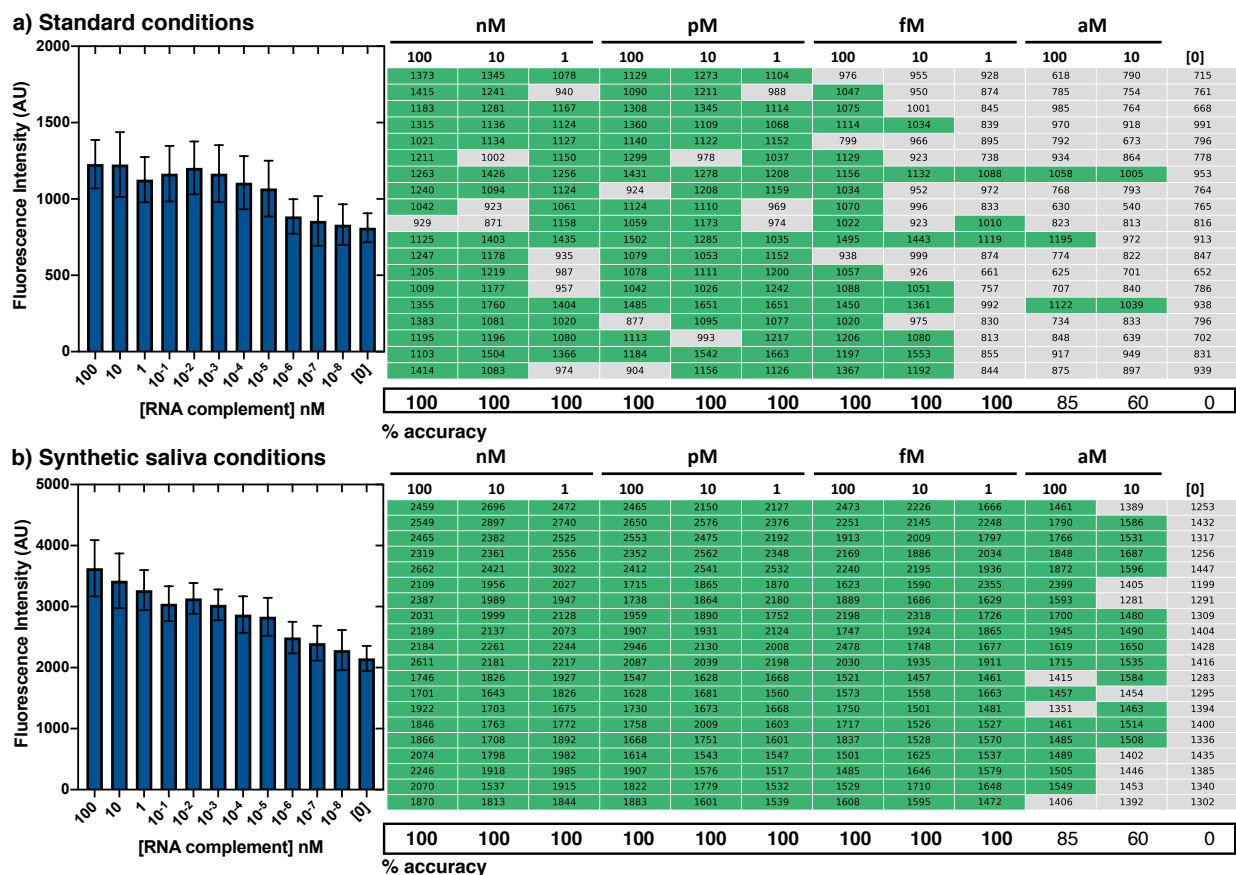 a) Standard conditions
Fluorescence Intensity (AU)
2000
1500
1000
500
0
100 10 1 10-1 10-2 10-3 10-4 10-5 10-6 10-7 10-8 [0]
[RNA complement] nM
nM pM fM aM
100 10 1 100 10 1 100 10 1 100 10 [0]
1373 1345 1078 1129 1273 1104 976 955 928 618 790 715
1415 1241 940 1090 1211 988 1047 950 874 785 754 761
1183 1281 1167 1308 1345 1114 1075 1001 845 985 764 668
1315 1136 1124 1360 1109 1068 1114 1034 839 970 918 991
1021 1134 1127 1140 1122 1152 799 966 895 792 673 796
1211 1002 1150 1299 978 1037 1129 923 738 934 864 778
1263 1426 1256 1431 1278 1208 1156 1132 1088 1058 1005 953
1240 1094 1124 924 1208 1159 1034 952 972 768 793 764
1042 923 1061 1124 1110 969 1070 996 833 630 540 765
929 871 1158 1059 1173 974 1022 923 1010 823 813 816
1125 1403 1435 1502 1285 1035 1495 1443 1119 1195 972 913
1247 1178 935 1079 1053 1152 938 999 874 774 822 847
1205 1219 987 1078 1111 1200 1057 926 661 625 701 652
1009 1177 957 1042 1026 1242 1088 1051 757 707 840 786
1355 1760 1404 1485 1651 1651 1450 1361 992 1122 1039 938
1383 1081 1020 877 1095 1077 1020 975 830 734 833 796
1195 1196 1080 1113 993 1217 1206 1080 813 848 639 702
1103 1504 1366 1184 1542 1663 1197 1553 855 917 949 831
1414 1083 974 904 1156 1126 1367 1192 844 875 897 939
100 100 100 100 100 100 100 100 100 85 60 0
% accuracy
b) Synthetic saliva conditions
Fluorescence Intensity (AU)
5000
4000
3000
2000
1000
0
100 10 1 10-1 10-2 10-3 10-4 10-5 10-6 10-7 10-8 [0]
[RNA complement] nM
nM pM fM aM
100 10 1 100 10 1 100 10 1 100 10 [0]
2459 2696 2472 2465 2150 2127 2473 2226 1666 1461 1389 1253
2549 2897 2740 2650 2576 2376 2251 2145 2248 1790 1586 1432
2465 2382 2525 2553 2475 2192 1913 2009 1797 1766 1531 1317
2319 2361 2556 2352 2562 2348 2169 1886 2034 1848 1687 1256
2662 2421 3022 2412 2541 2532 2240 2195 1936 1872 1596 1447
2109 1956 2027 1715 1865 1870 1623 1590 2355 2399 1405 1199
2387 1989 1947 1738 1864 2180 1889 1686 1629 1593 1281 1291
2031 1999 2128 1959 1890 1752 2198 2318 1726 1700 1480 1309
2189 2137 2073 1907 1931 2124 1747 1924 1865 1945 1490 1404
2184 2261 2244 2946 2130 2008 2478 1748 1677 1619 1650 1428
2611 2181 2217 2087 2039 2198 2030 1935 1911 1715 1535 1416
1746 1826 1927 1547 1628 1668 1521 1457 1461 1415 1584 1283
1701 1643 1826 1628 1681 1560 1573 1558 1663 1457 1454 1295
1922 1703 1675 1730 1673 1668 1750 1501 1481 1351 1463 1394
1846 1763 1772 1758 2009 1603 1717 1526 1527 1461 1514 1400
1866 1708 1892 1668 1751 1601 1837 1528 1570 1485 1508 1336
2074 1798 1982 1614 1543 1547 1501 1625 1537 1489 1402 1435
2246 1918 1985 1907 1576 1517 1485 1646 1579 1505 1446 1385
2070 1537 1915 1822 1779 1532 1529 1710 1648 1549 1453 1340
1870 1813 1844 1883 1601 1539 1608 1595 1472 1406 1392 1302
100 100 100 100 100 100 100 100 100 85 60 0
% accuracy